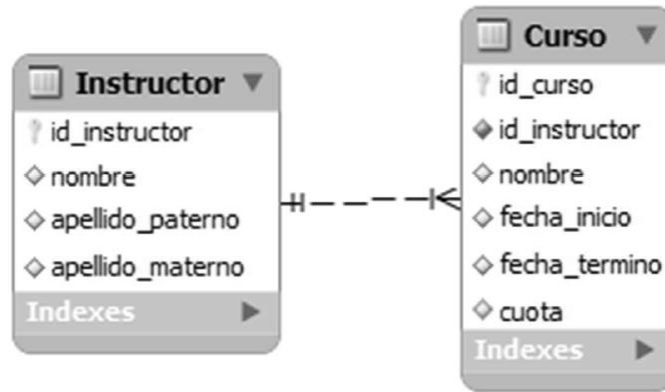 Instructor
id_instructor
nombre
apellido_paterno
apellido_materno
Indexes
Curso
id_curso
id_instructor
nombre
fecha_inicio
fecha_termino
cuota
Indexes